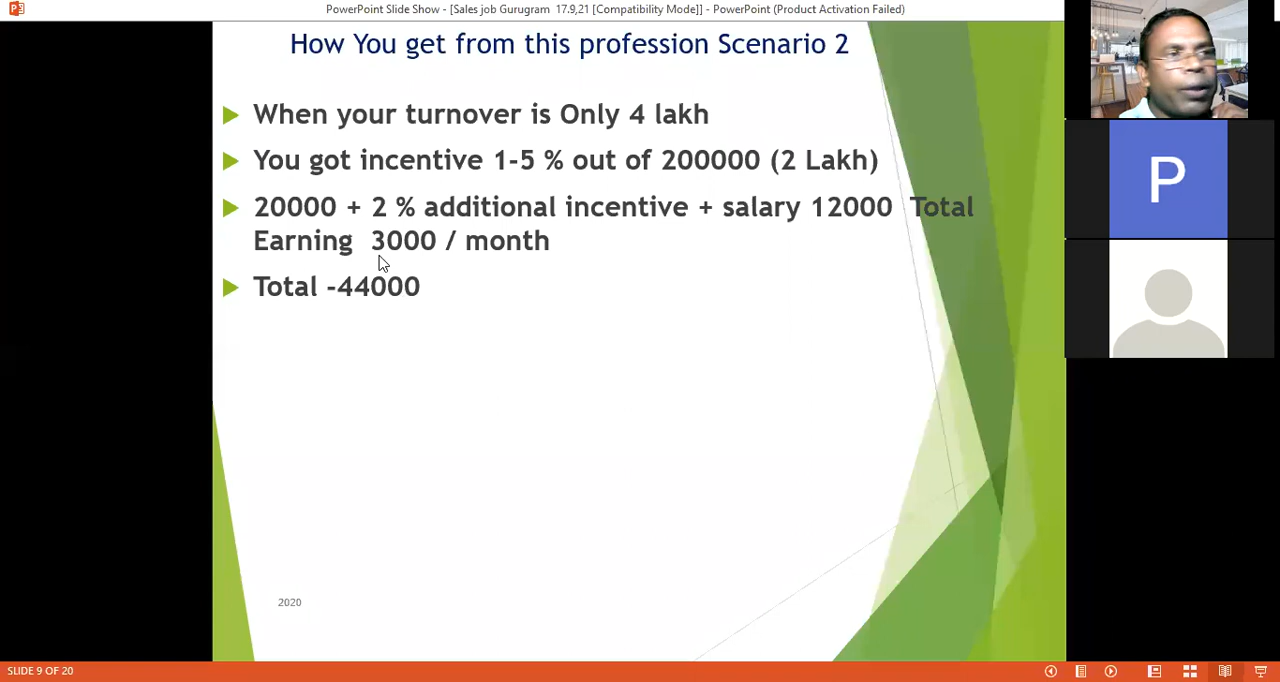 PowerPoint Slide Show - [Sales job Gurugram 17.9,21 [Compatibility Mode]] - PowerPoint (Product Activation Failed)
How You get from this profession Scenario 2
When your turnover is Only 4 lakh
You got incentive 1-5 % out of 200000 (2 Lakh)
20000 + 2 % additional incentive + salary 12000 Total
Earning 3000 / month
Total -44000
P
2020
SLIDE 9 OF 20